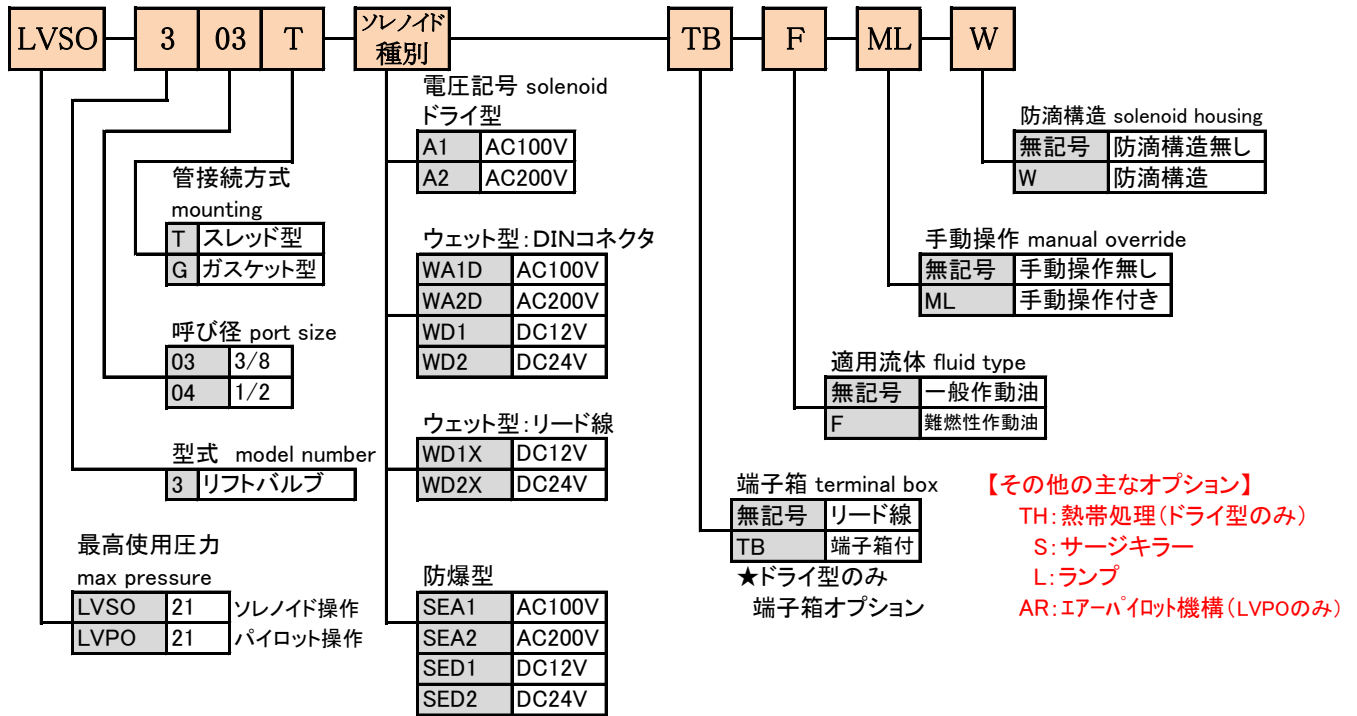 LVSO 3 03 T ソレノイド種別 TB F ML W
電圧記号 solenoid
ドライ型
A1 AC100V
A2 AC200V
防滴構造 solenoid housing
無記号 防滴構造無し
W 防滴構造
管接続方式
mounting
T スレッド型
G ガスケット型
ウェット型:DINコネクタ
WA1D AC100V
WA2D AC200V
WD1 DC12V
WD2 DC24V
手動操作 manual override
無記号 手動操作無し
ML 手動操作付き
呼び径 port size
03 3/8
04 1/2
適用流体 fluid type
無記号 一般作動油
F 難燃性作動油
ウェット型:リード線
WD1X DC12V
WD2X DC24V
型式 model number
3 リフトバルブ
端子箱 terminal box
無記号 リード線
TB 端子箱付
★ドライ型のみ
端子箱オプション
【その他の主なオプション】
TH:熱帯処理(ドライ型のみ)
S:サージキラー
L:ランプ
AR:エアーパイロット機構(LVPOのみ)
最高使用圧力
max pressure
LVSO 21 ソレノイド操作
LVPO 21 パイロット操作
防爆型
SEA1 AC100V
SEA2 AC200V
SED1 DC12V
SED2 DC24V